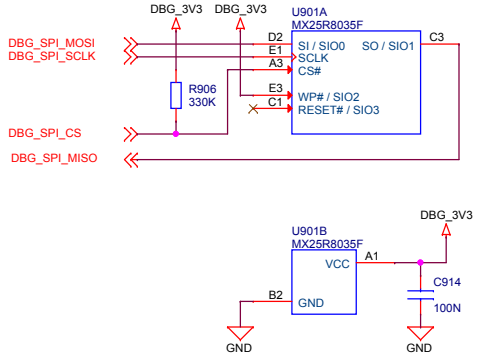 DBG_3V3 DBG_3V3
U901A
MX25R8035F
DBG_SPI_MOSI D2 SI / SIO0 SO / SIO1 C3
DBG_SPI_SCLK E1 SCLK
A3 CS#
R906
330K
E3 WP# / SIO2
C1 RESET# / SIO3
DBG_SPI_CS
DBG_SPI_MISO
DBG_3V3
U901B
MX25R8035F
VCC A1
C914
B2 GND
100N
GND GND